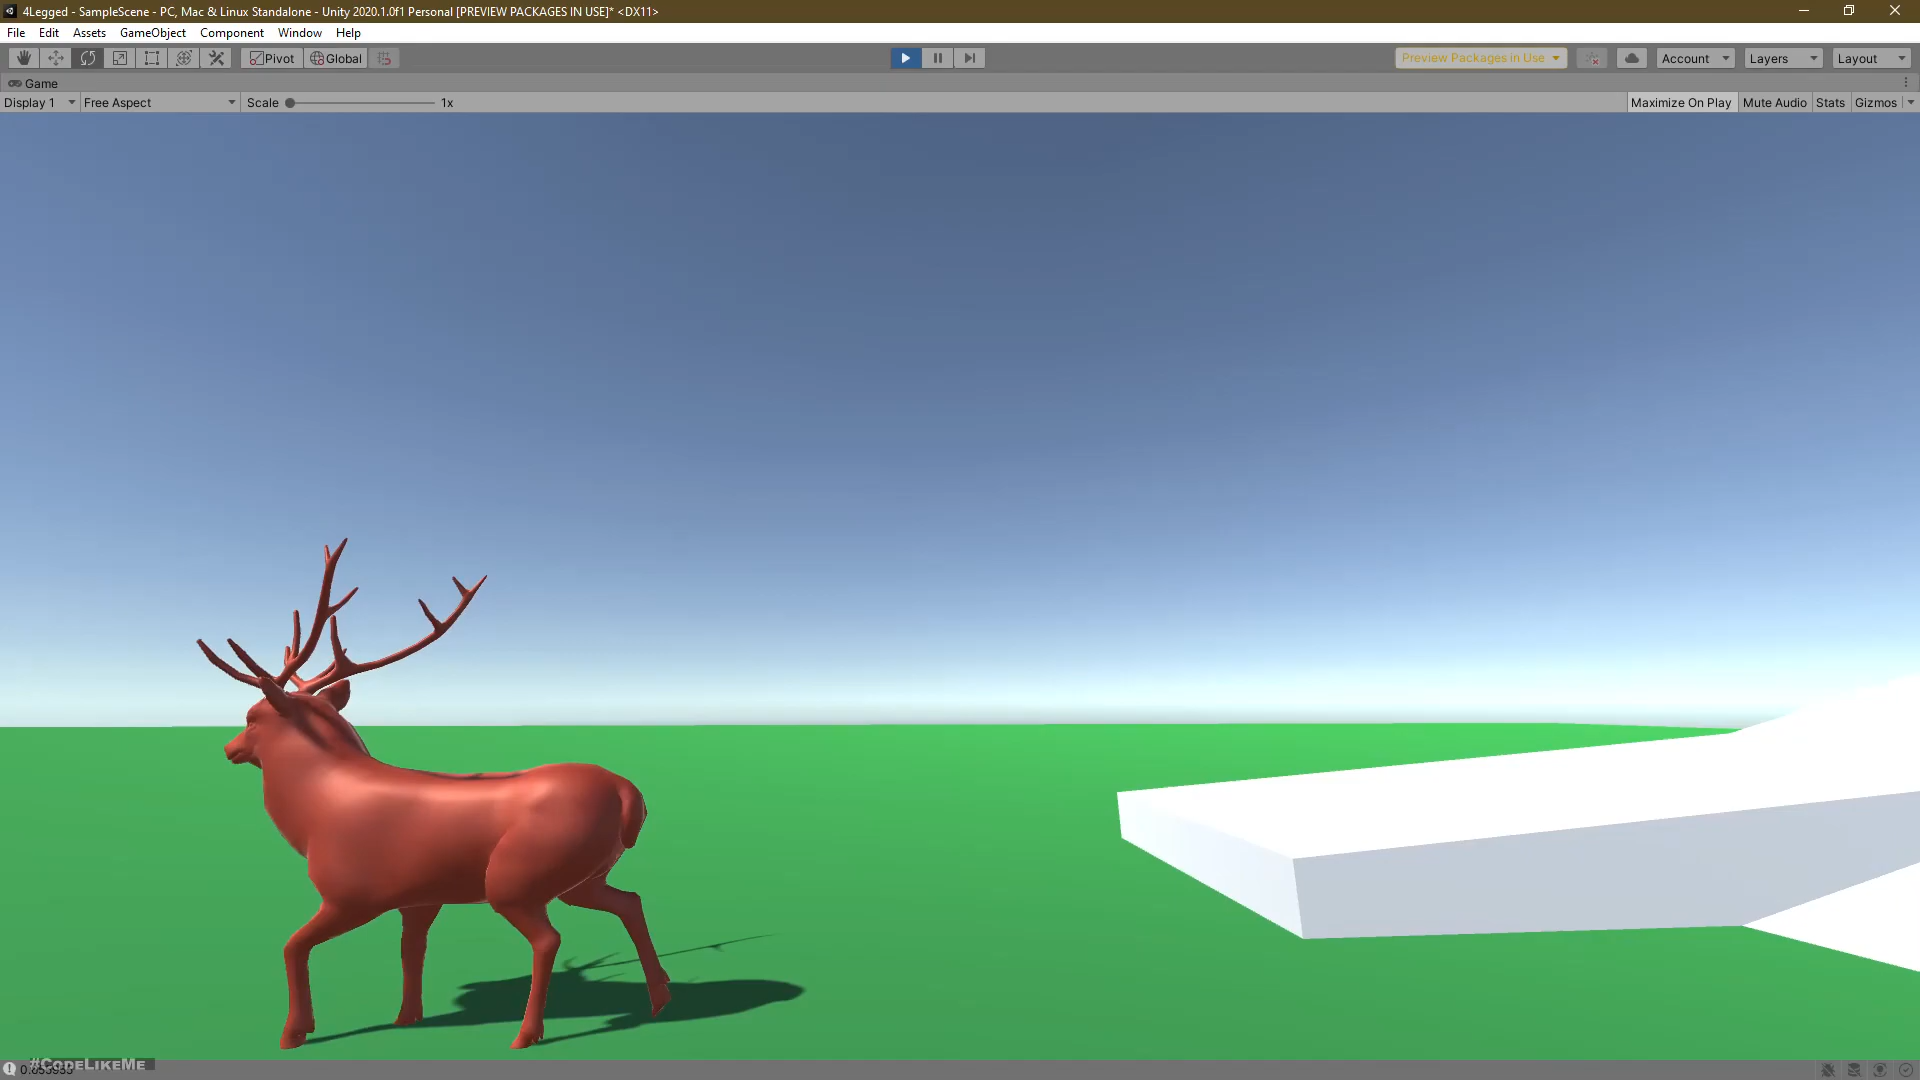 4Legged - SampleScene - PC, Mac & Linux Standalone - Unity 2020.1.0f1 Personal [PREVIEW PACKAGES IN USE]* <DX11>
File Edit Assets GameObject Component Window Help
Pivot Global Preview Packages in Use Account Layers Layout
Game
Display 1 Free Aspect Scale 1x Maximize On Play Mute Audio Stats Gizmos
#CodeLikeMe